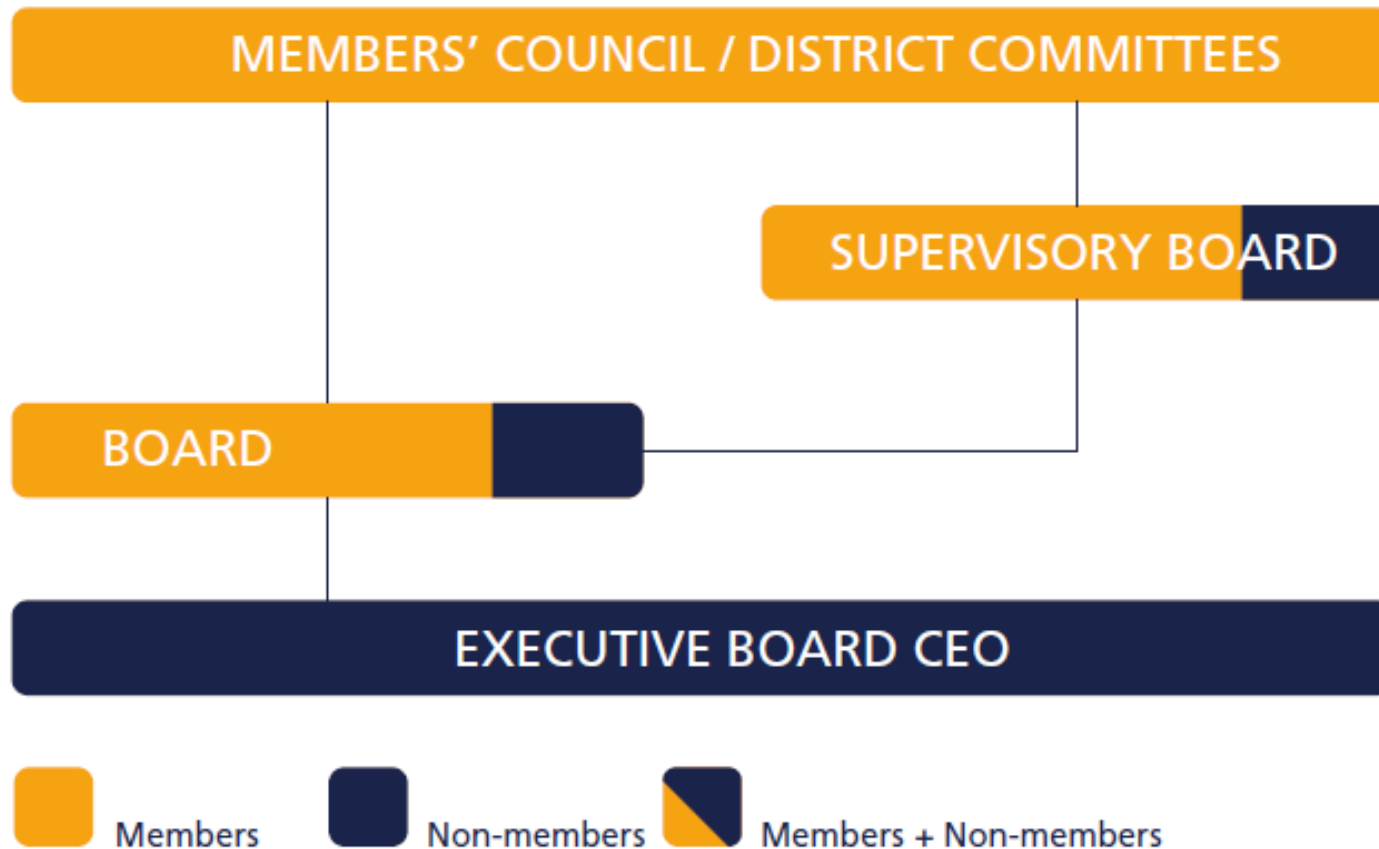 MEMBERS’ COUNCIL / DISTRICT COMMITTEES
SUPERVISORY BOARD
BOARD
EXECUTIVE BOARD CEO
Members
Non-members
Members + Non-members